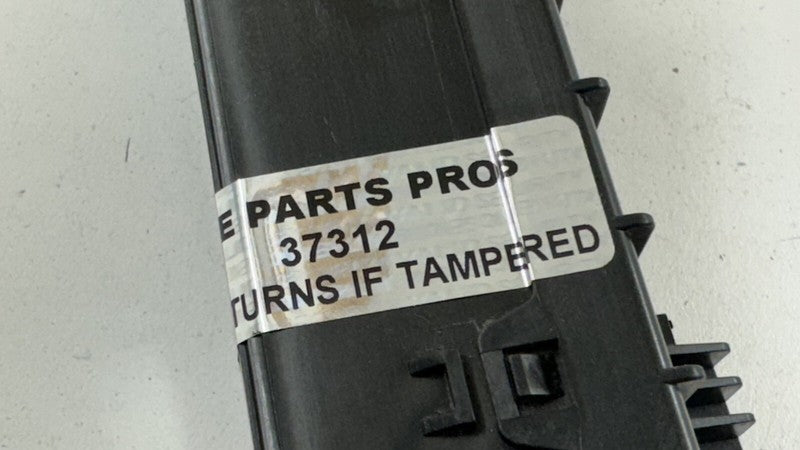 E PARTS PROS
37312
TURNS IF TAMPERED